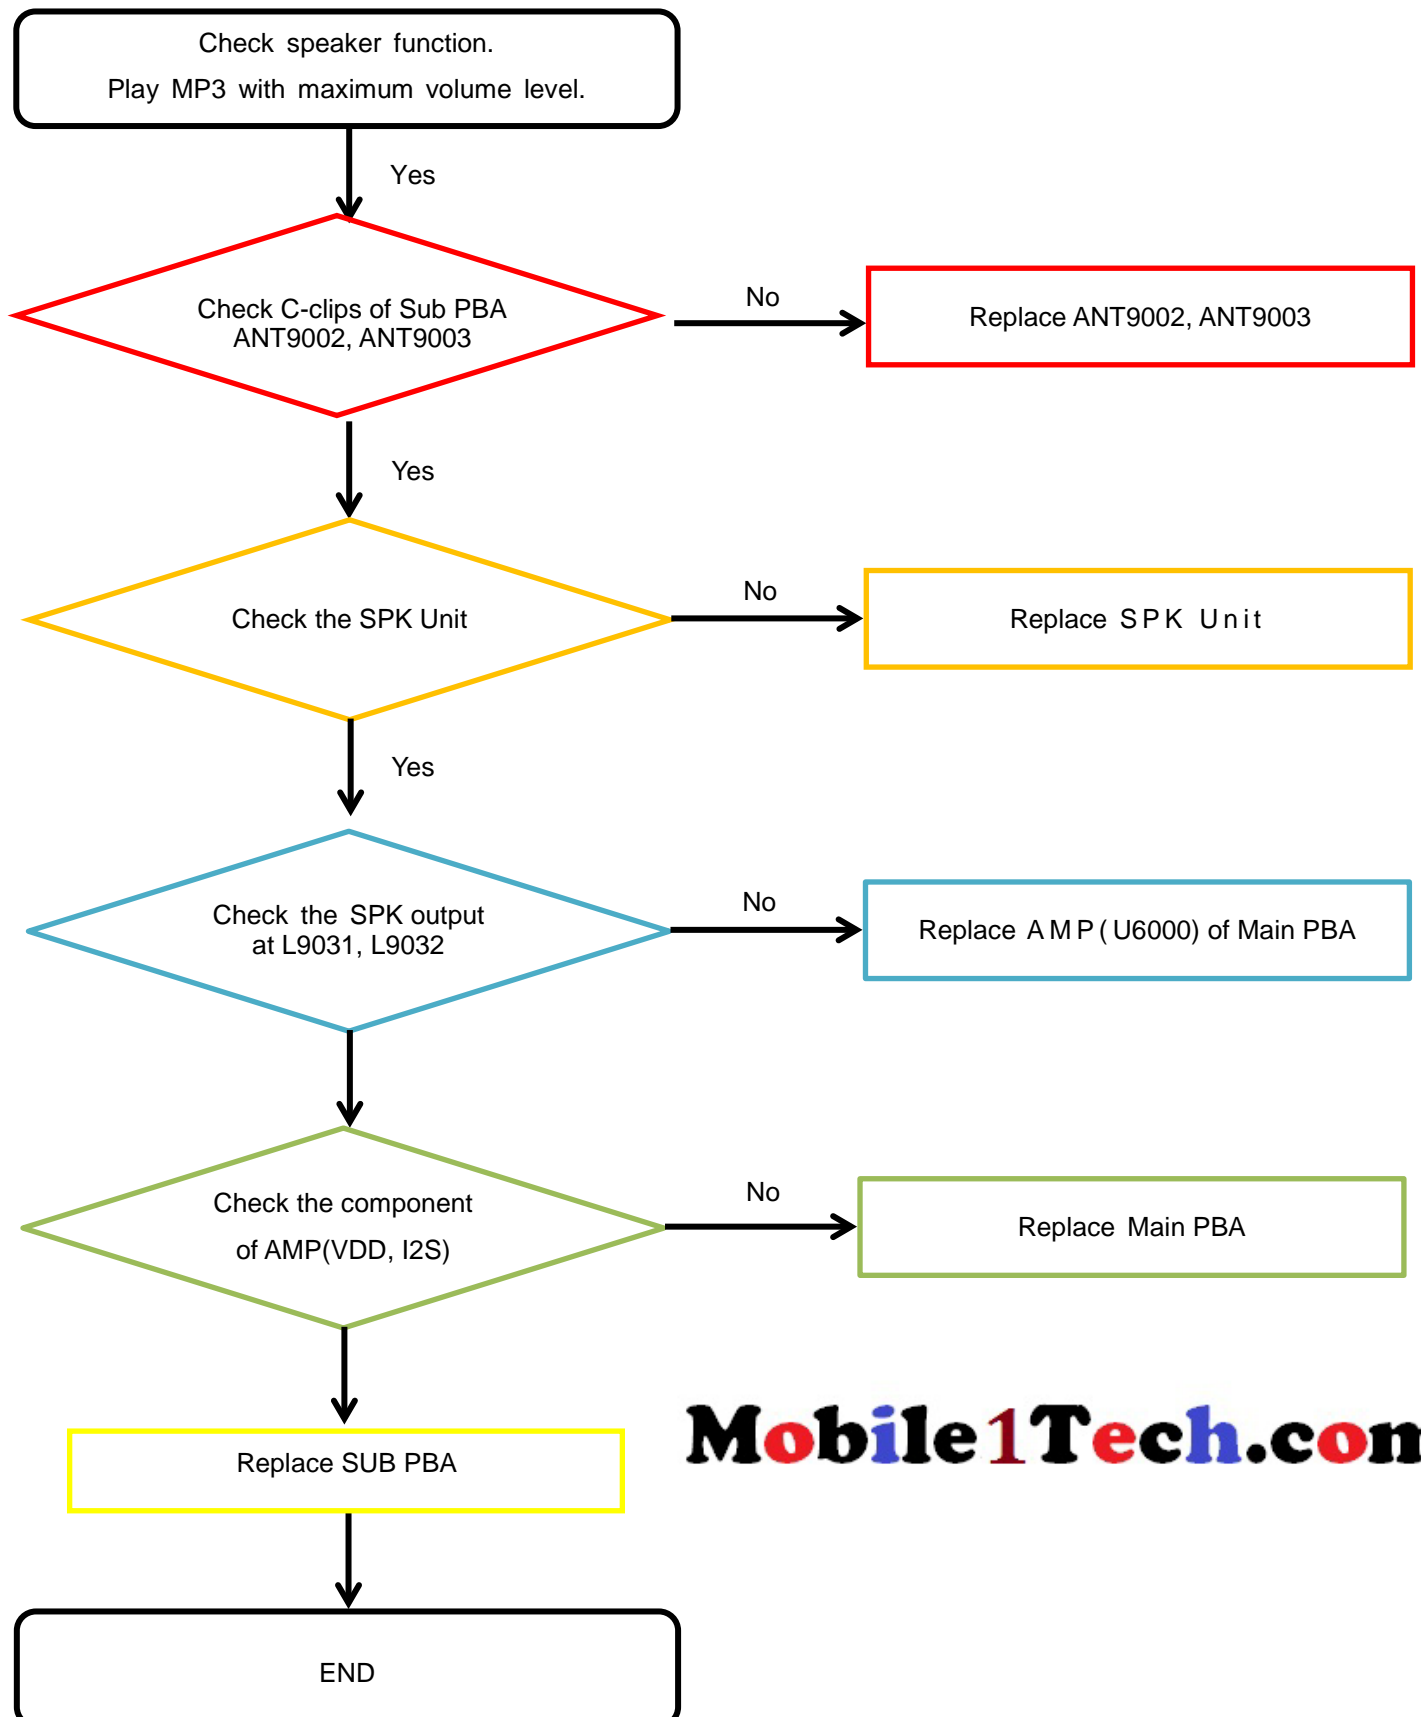 Check speaker function.
Play MP3 with maximum volume level.
Yes
Check C-clips of Sub PBA
ANT9002, ANT9003
No
Replace ANT9002, ANT9003
Yes
Check the SPK Unit
No
Replace SPK Unit
Yes
Check the SPK output
at L9031, L9032
No
Replace AMP(U6000) of Main PBA
Check the component
of AMP(VDD, I2S)
No
Replace Main PBA
Replace SUB PBA
Mobile1Tech.com
END